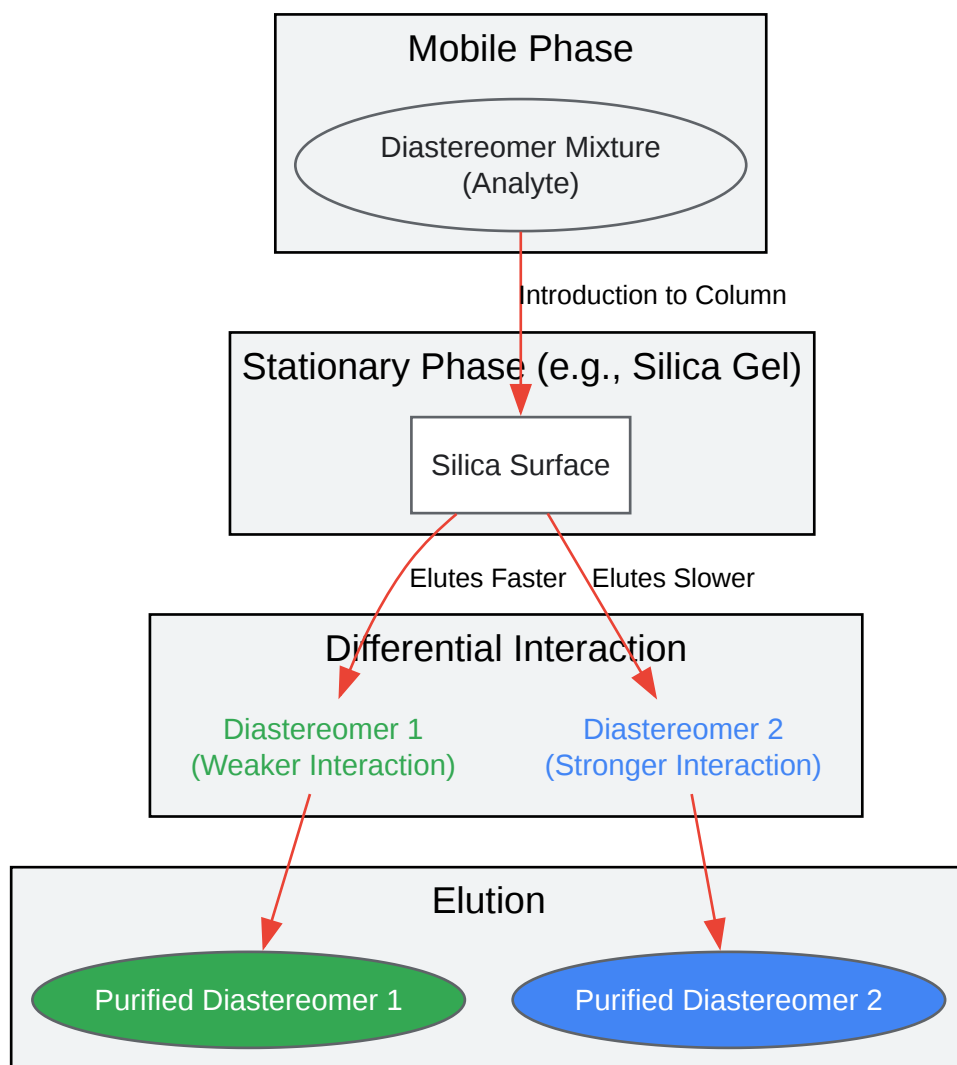 Mobile Phase
Diastereomer Mixture
(Analyte)
Introduction to Column
Stationary Phase (e.g., Silica Gel)
Silica Surface
Elutes Faster
Elutes Slower
Differential Interaction
Diastereomer 1
(Weaker Interaction)
Diastereomer 2
(Stronger Interaction)
Elution
Purified Diastereomer 1
Purified Diastereomer 2